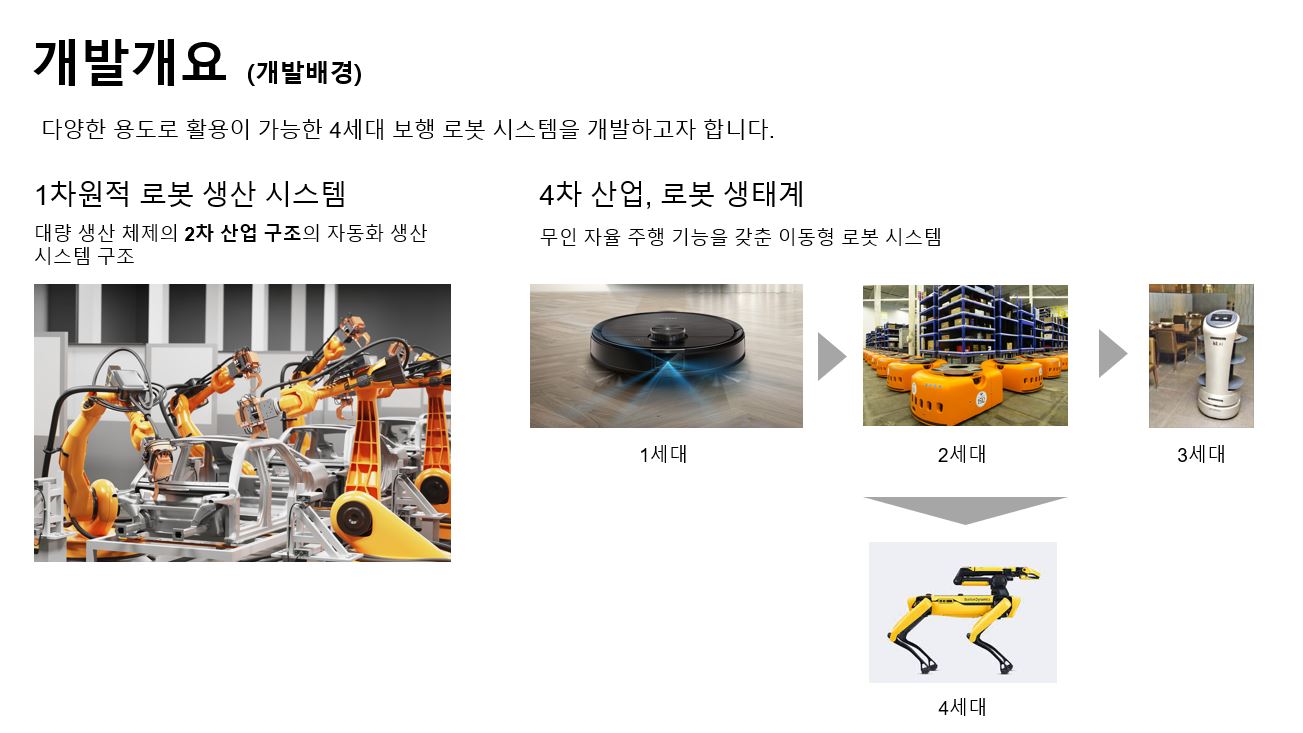 개발개요 (개발배경)
다양한 용도로 활용이 가능한 4세대 보행 로봇 시스템을 개발하고자 합니다.
1차원적 로봇 생산 시스템
대량 생산 체제의 2차 산업 구조의 자동화 생산
시스템 구조
4차 산업, 로봇 생태계
무인 자율 주행 기능을 갖춘 이동형 로봇 시스템
1세대
2세대
3세대
BostonDynamics
4세대